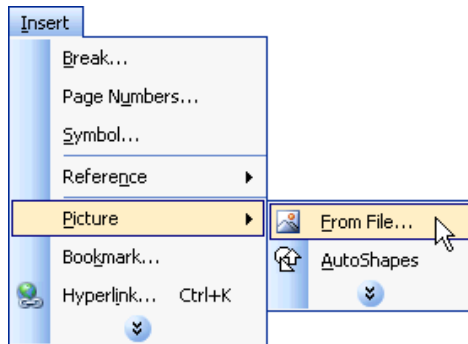 Insert
Break...
Page Numbers...
Symbol...
Reference
Picture
From File...
Bookmark...
AutoShapes
Hyperlink... Ctrl+K